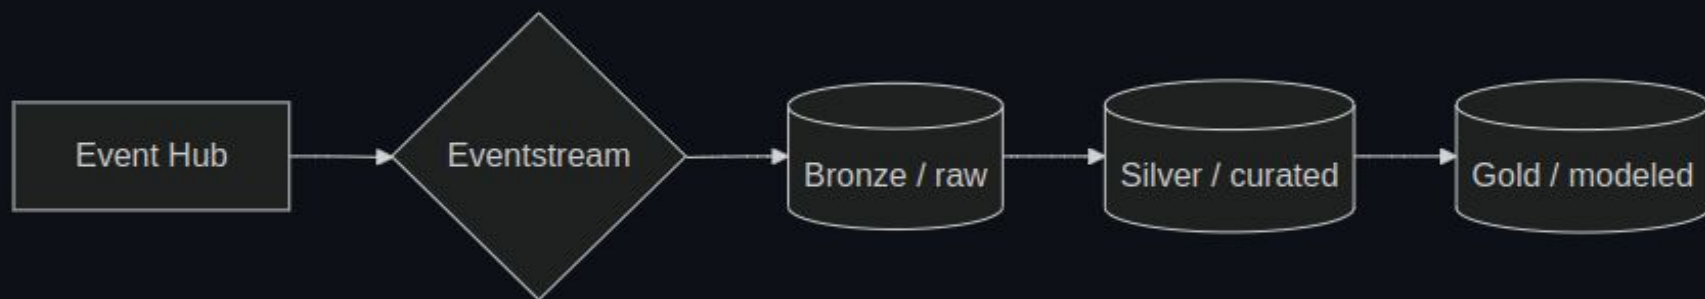 Event Hub
Eventstream
Bronze / raw
Silver / curated
Gold / modeled